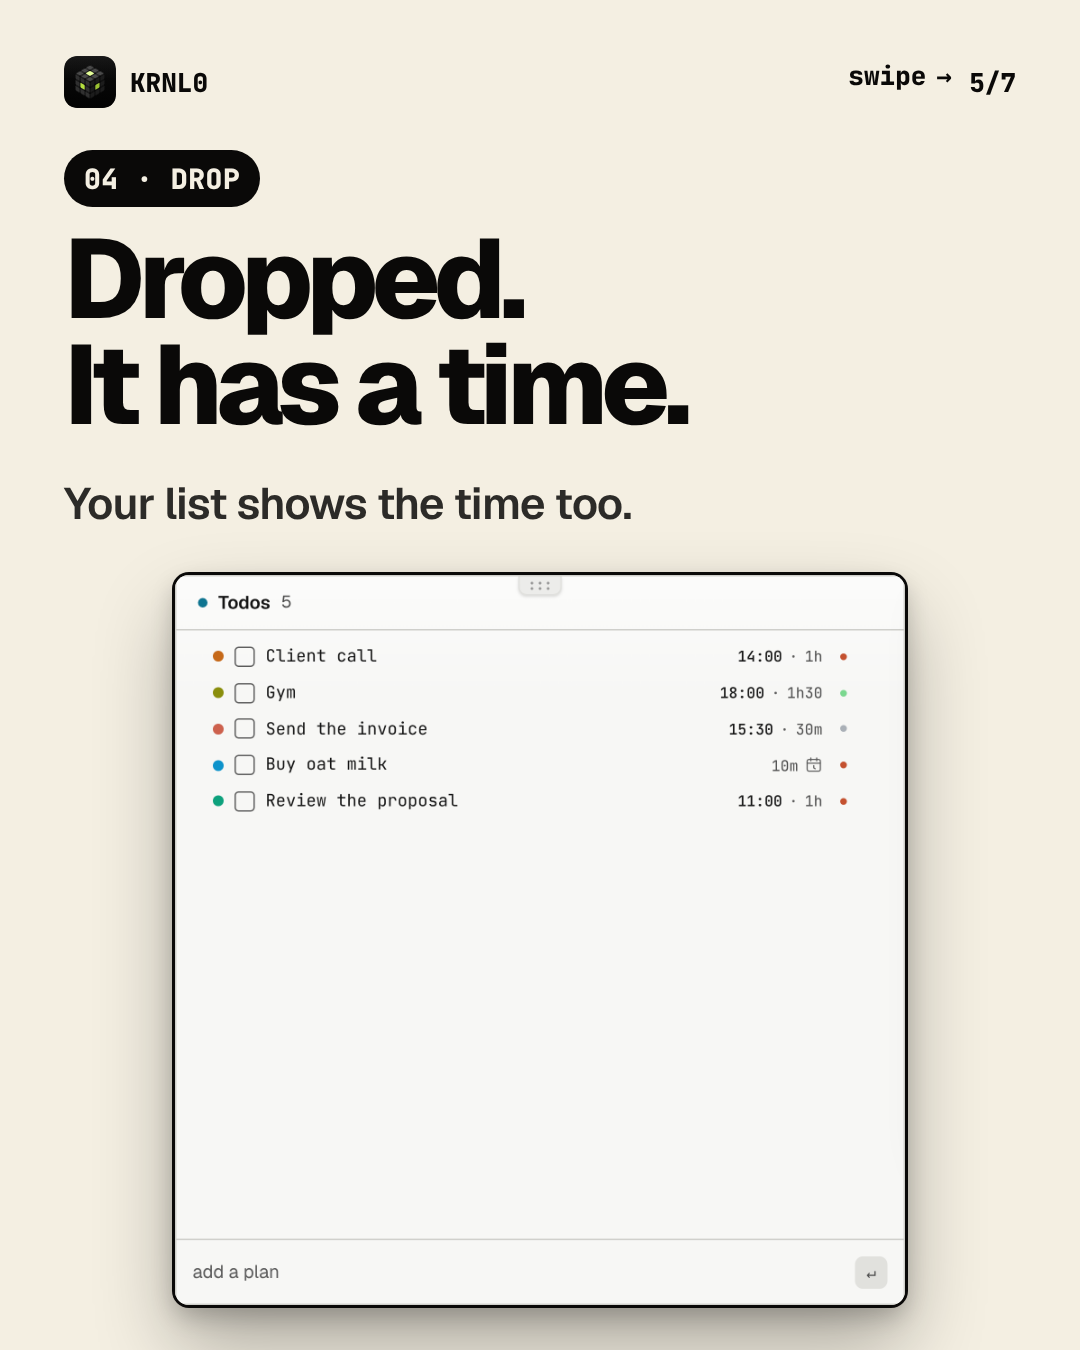 KRNL0
swipe → 5/7
04 · DROP
Dropped.
It has a time.
Your list shows the time too.
Todos 5
Client call 14:00 · 1h
Gym 18:00 · 1h30
Send the invoice 15:30 · 30m
Buy oat milk 10m
Review the proposal 11:00 · 1h
add a plan ↵